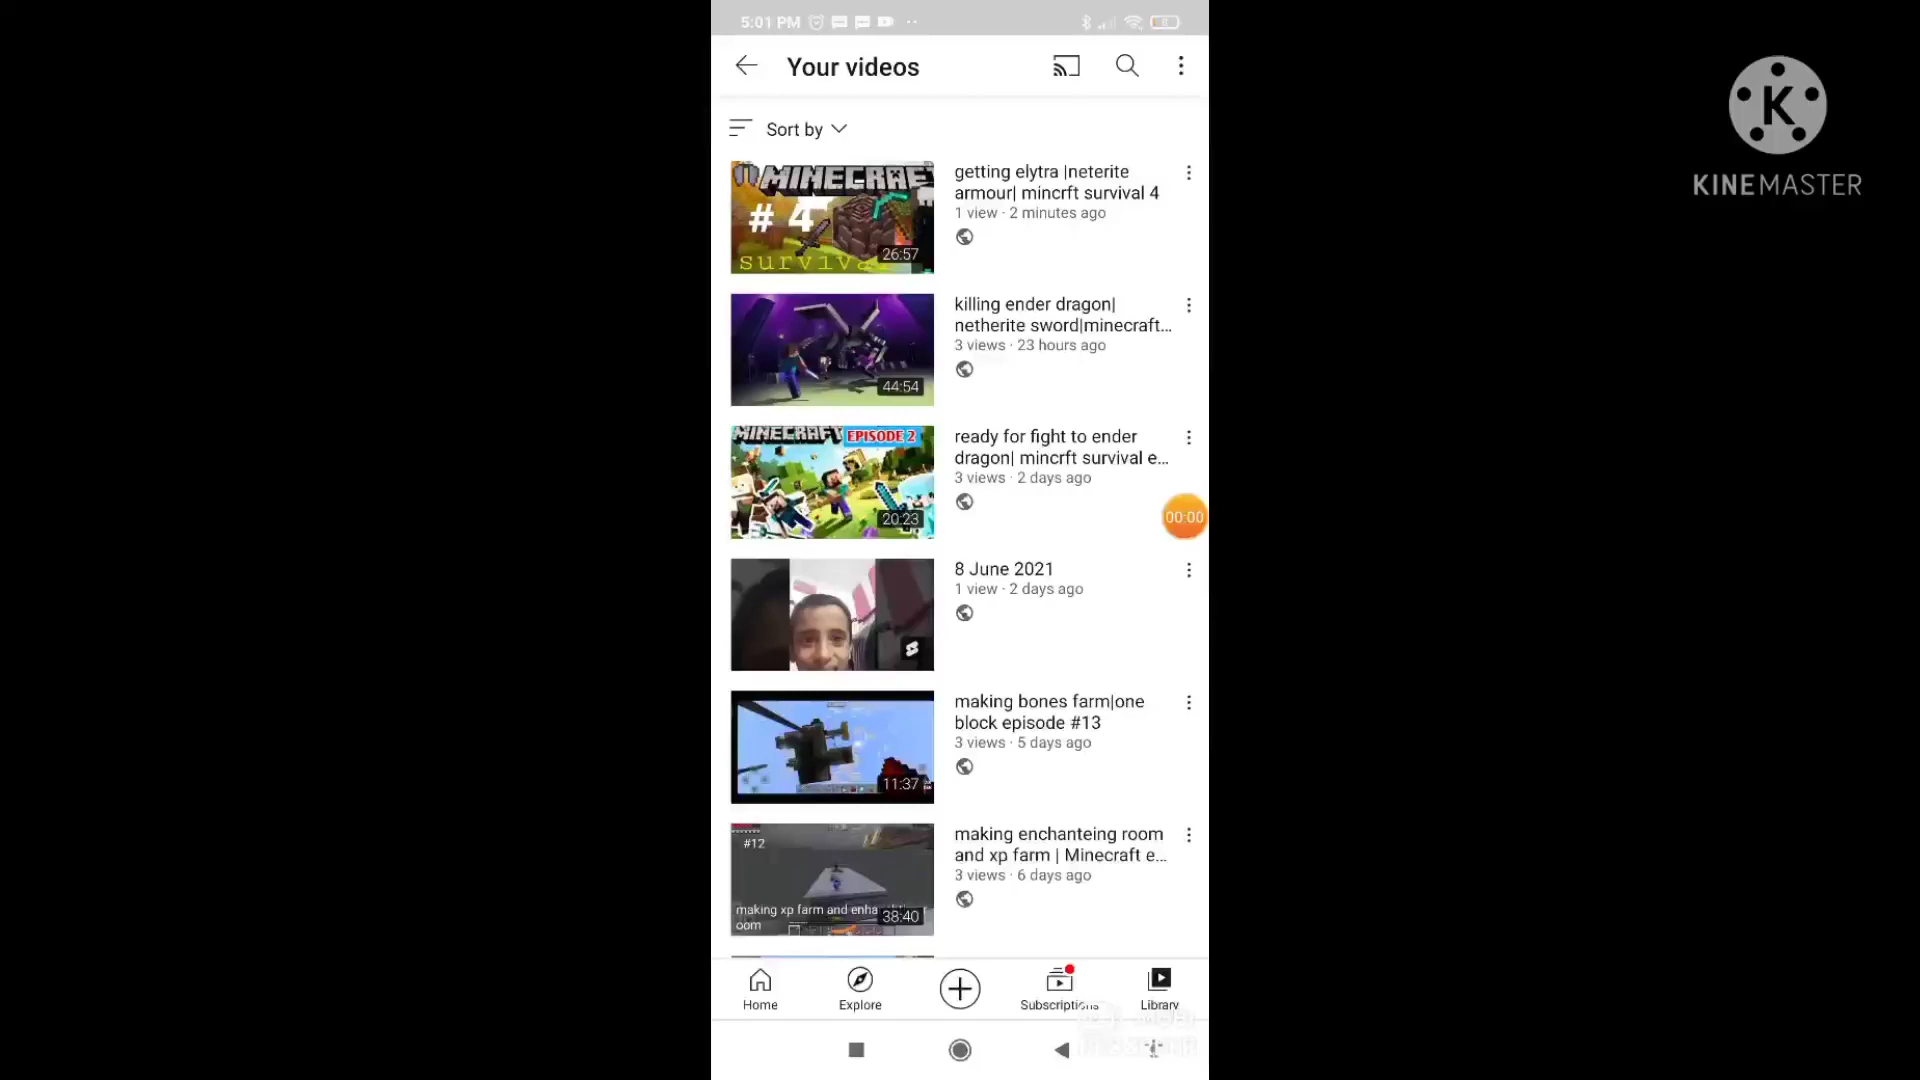 5:01 PM
KINEMASTER
Your videos
Sort by
MINECRAFT
# 4
survival
26:57
getting elytra |neterite
armour| mincrft survival 4
1 view · 2 minutes ago
44:54
killing ender dragon|
netherite sword|minecraft...
3 views · 23 hours ago
MINECRAFT EPISODE 2
20:23
ready for fight to ender
dragon| mincrft survival e...
3 views · 2 days ago
00:00
8 June 2021
1 view · 2 days ago
11:37
making bones farm|one
block episode #13
3 views · 5 days ago
#12
making xp farm and enha
oom
38:40
making enchanteing room
and xp farm | Minecraft e...
3 views · 6 days ago
Home
Explore
Subscriptions
Library